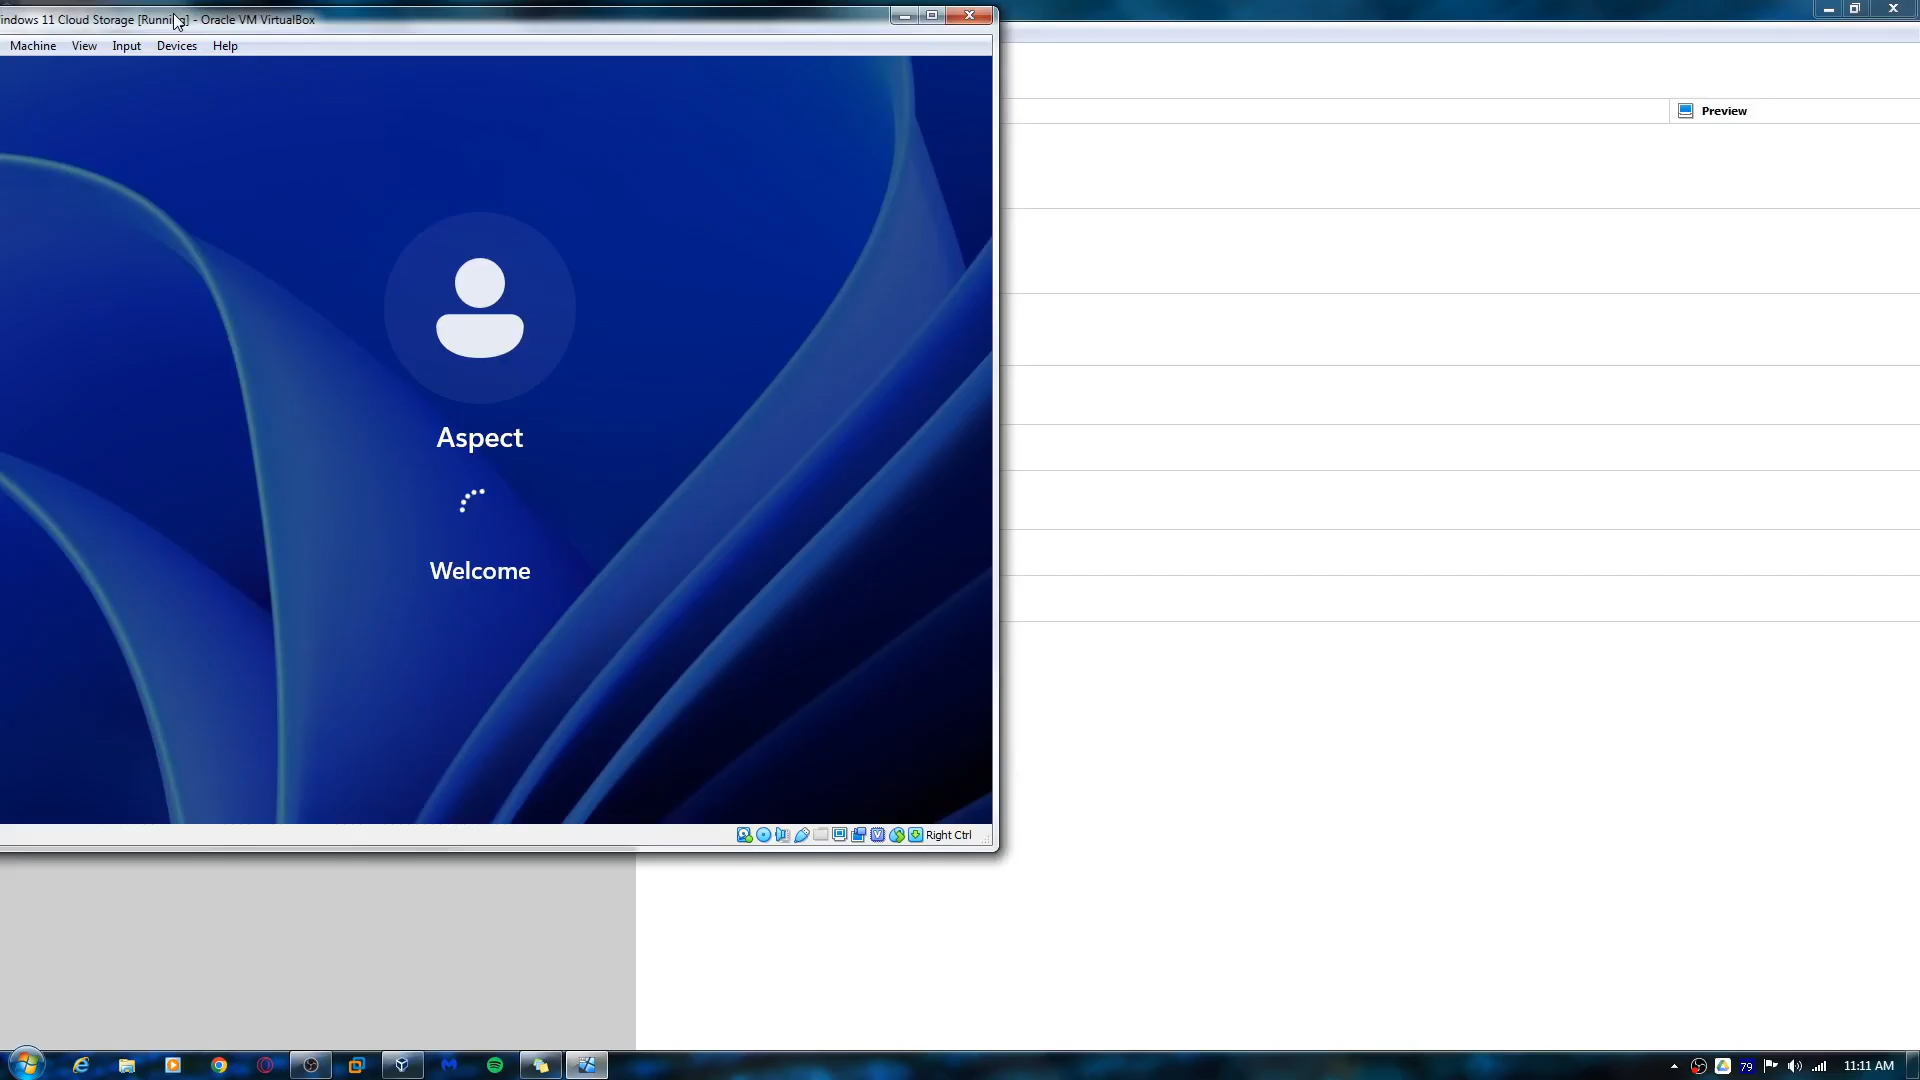 indows 11 Cloud Storage [Running] - Oracle VM VirtualBox
Machine View Input Devices Help
Preview
Aspect
Welcome
Right Ctrl
79
11:11 AM